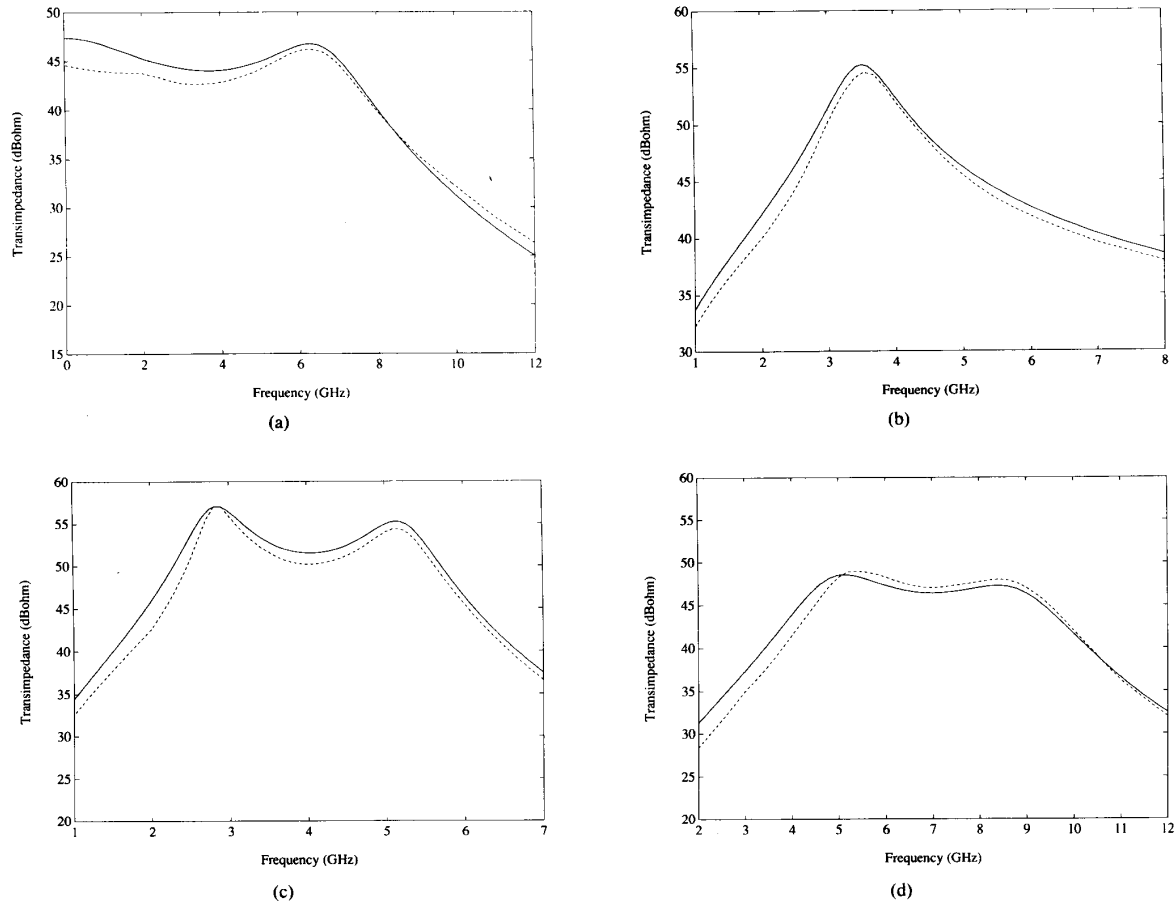 50
45
40
35
30
25
20
15
Transimpedance (dBohm)
0 2 4 6 8 10 12
Frequency (GHz)
(a)
60
55
50
45
40
35
30
Transimpedance (dBohm)
1 2 3 4 5 6 7 8
Frequency (GHz)
(b)
60
55
50
45
40
35
30
25
20
Transimpedance (dBohm)
1 2 3 4 5 6 7
Frequency (GHz)
(c)
60
55
50
45
40
35
30
25
20
Transimpedance (dBohm)
2 3 4 5 6 7 8 9 10 11 12
Frequency (GHz)
(d)